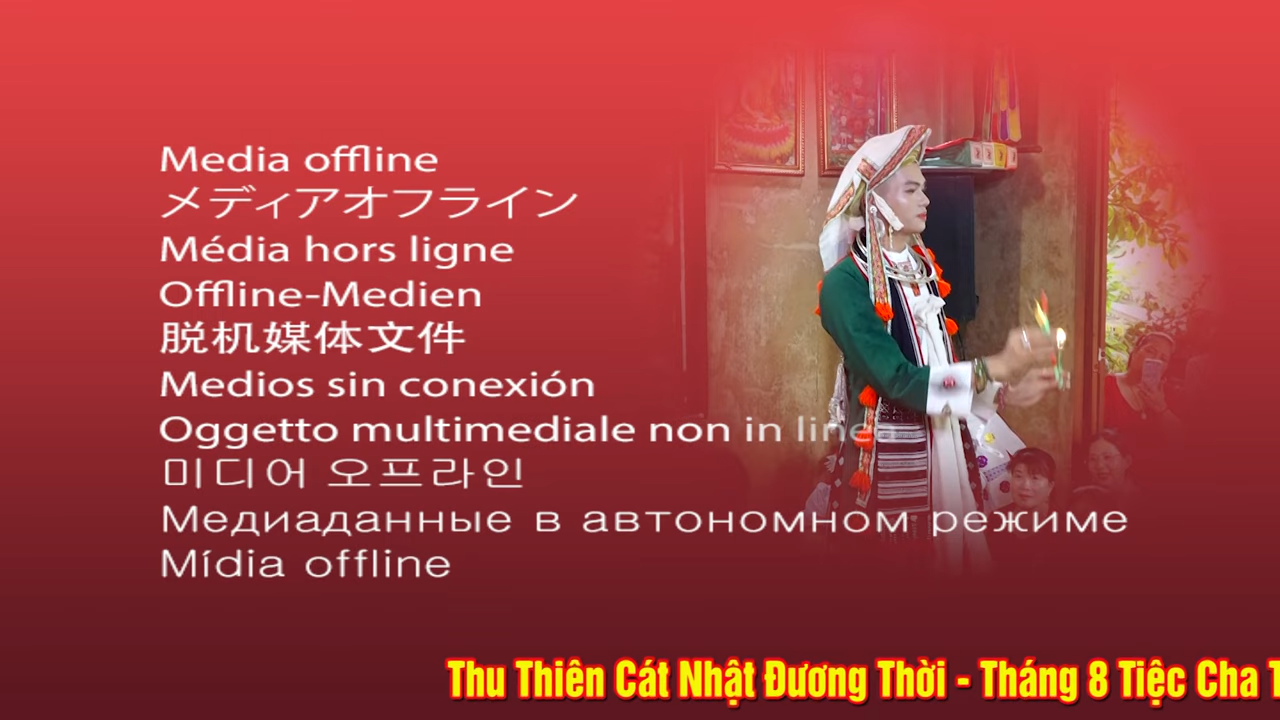 Media offline
メディアオフライン
Média hors ligne
Offline-Medien
脱机媒体文件
Medios sin conexión
Oggetto multimediale non in linea
미디어 오프라인
Медиаданные в автономном режиме
Mídia offline
Thu Thiên Cát Nhật Đương Thời - Tháng 8 Tiệc Cha T